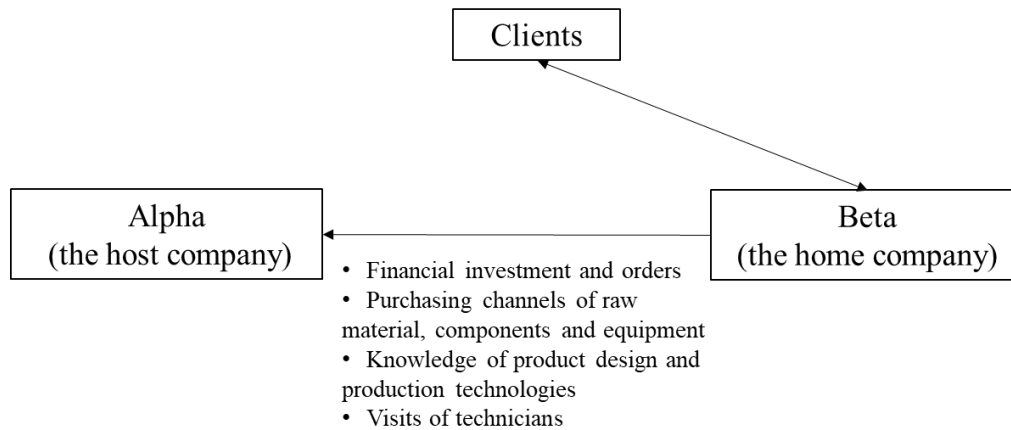 Clients
Alpha
(the host company)
Beta
(the home company)
• Financial investment and orders
• Purchasing channels of raw
material, components and equipment
• Knowledge of product design and
production technologies
• Visits of technicians